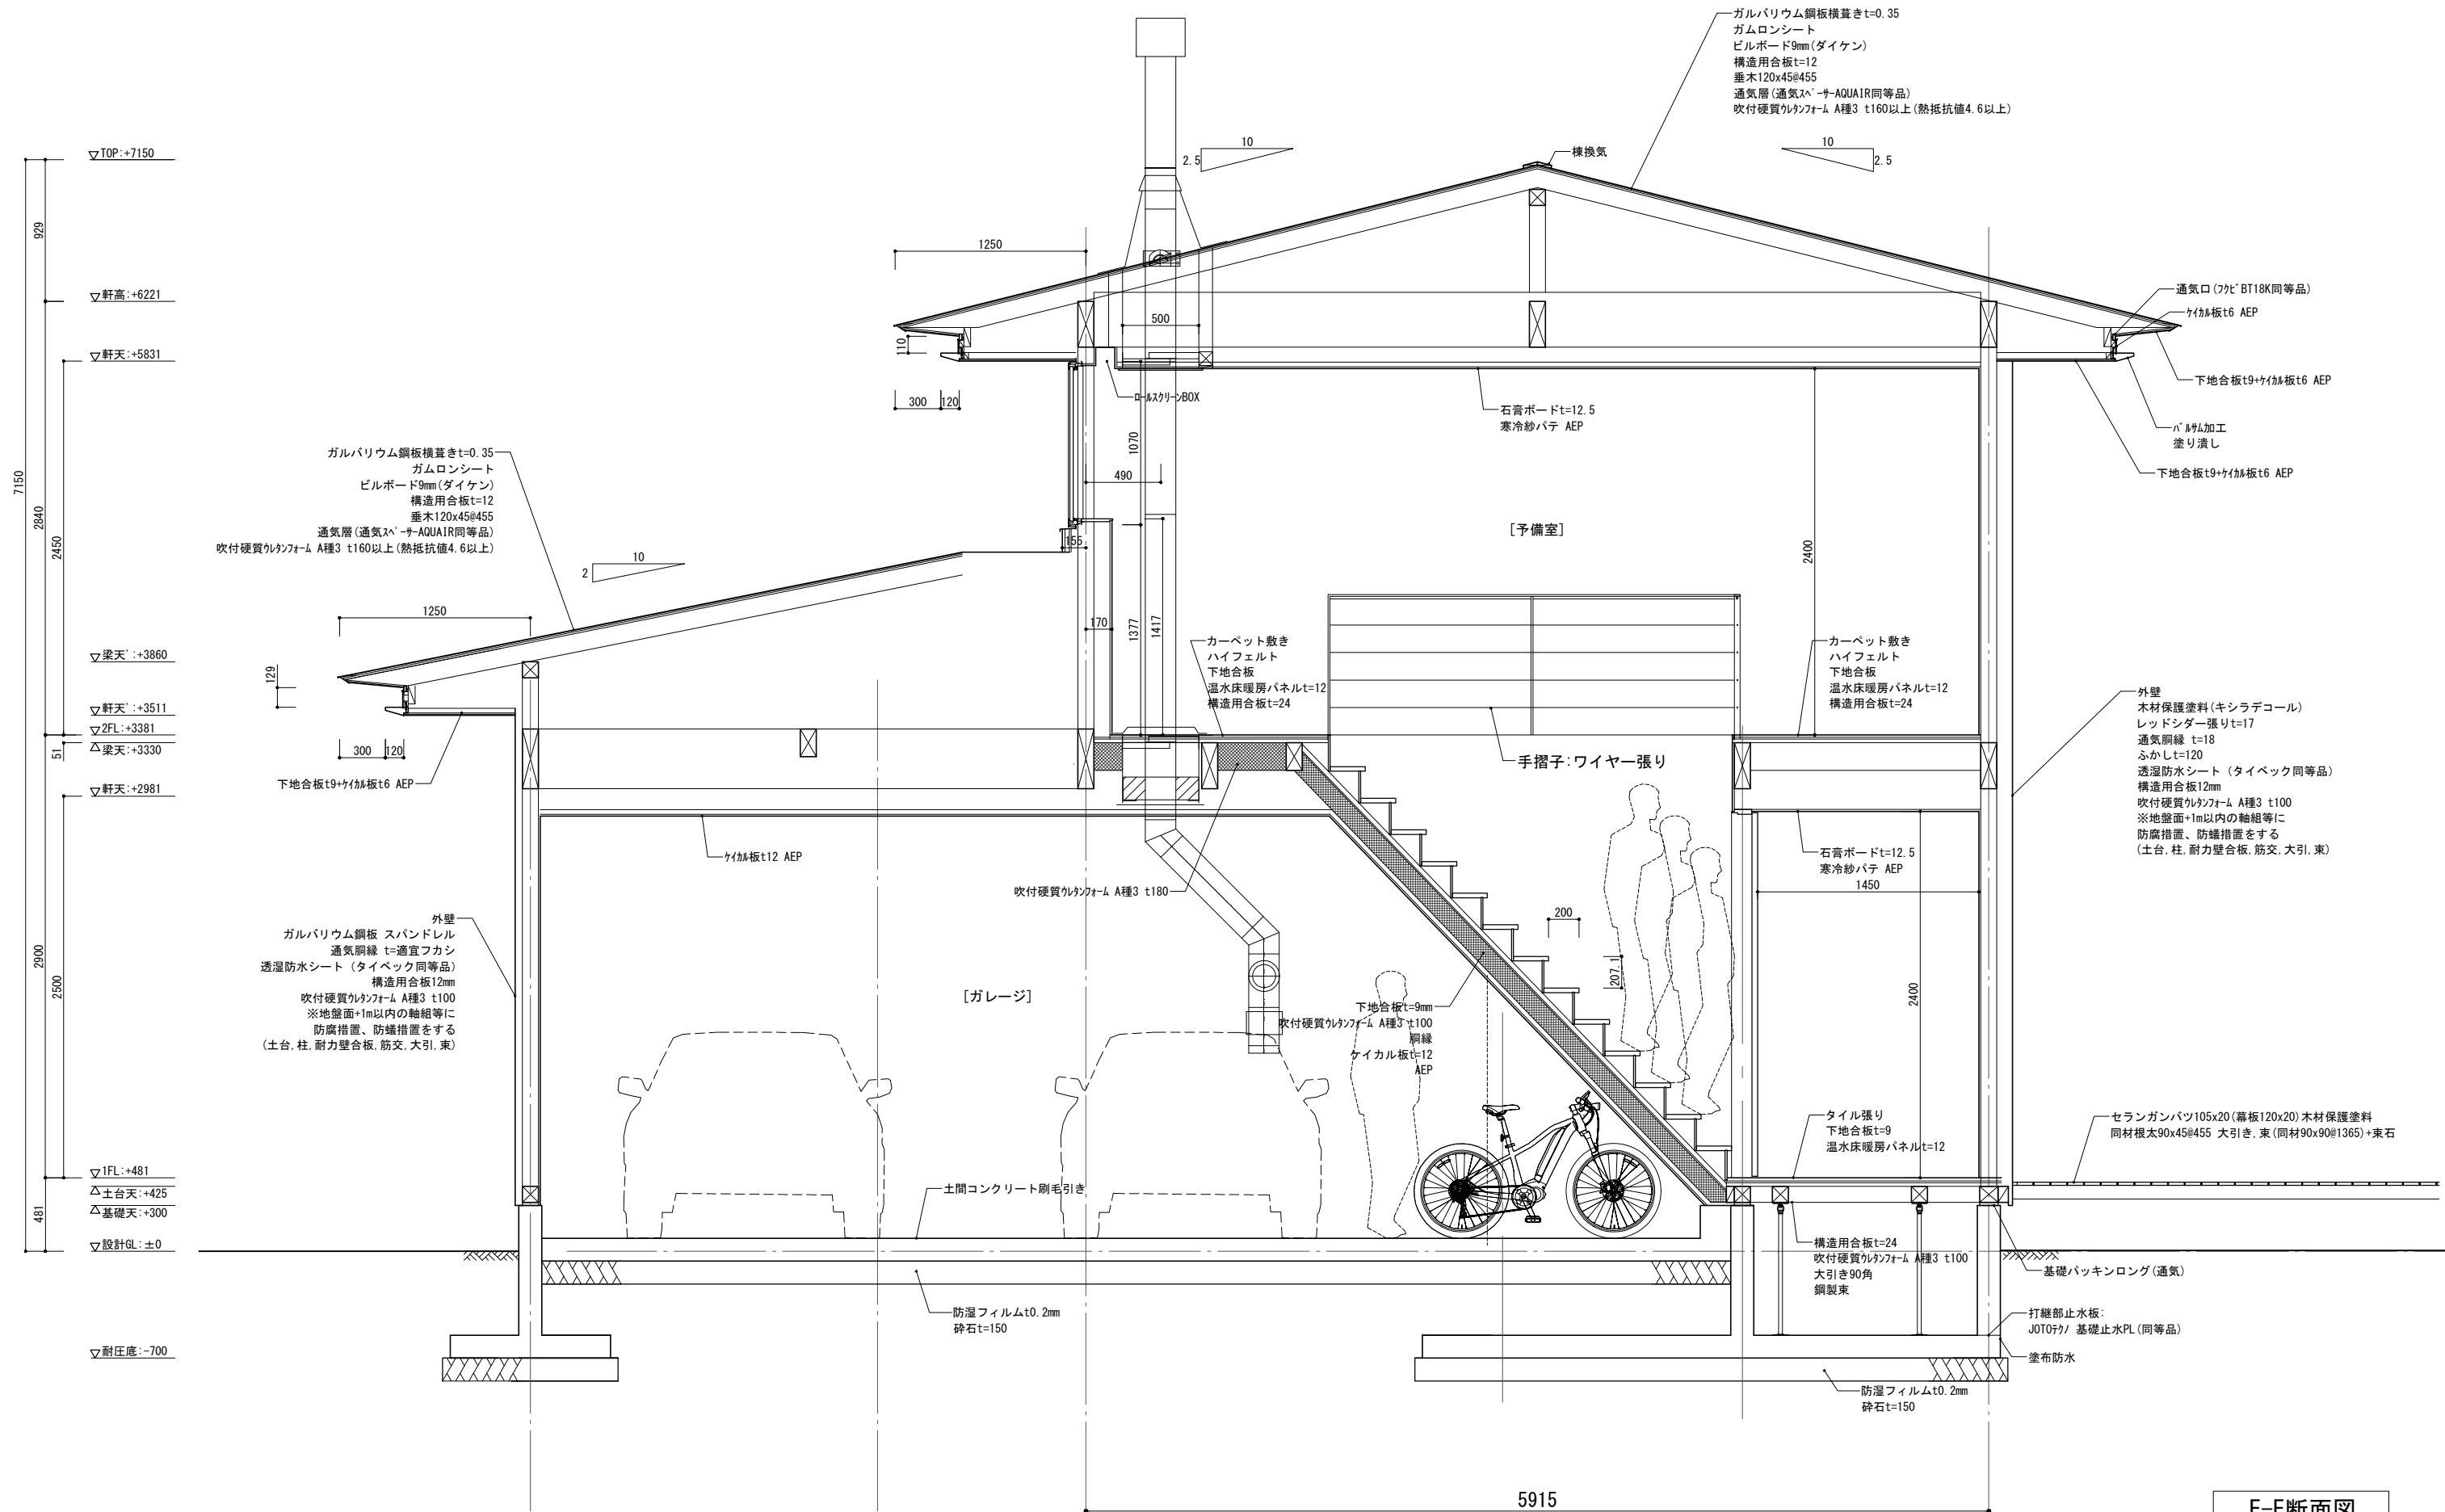 ガルバリウム鋼板横葺きt=0.35
ガムロンシート
ビルボード9mm(ダイケン)
構造用合板t=12
垂木120x45@455
通気層(通気ｽﾍﾟｰｻｰAQUAIR同等品)
吹付硬質ｳﾚﾀﾝﾌｫｰﾑ A種3 t160以上(熱抵抗値4.6以上)
10
2.5
棟換気
10
2.5
▽TOP:+7150
929
1250
▽軒高:+6221
500
通気口(ﾌｸﾋﾞBT18K同等品)
ｹｲｶﾙ板t6 AEP
110
▽軒天:+5831
下地合板t9+ｹｲｶﾙ板t6 AEP
300
120
ﾛｰﾙｽｸﾘｰﾝBOX
石膏ボードt=12.5
寒冷紗パテ AEP
ﾊﾞﾙｻﾑ加工
塗り潰し
下地合板t9+ｹｲｶﾙ板t6 AEP
ガルバリウム鋼板横葺きt=0.35
ガムロンシート
ビルボード9mm(ダイケン)
構造用合板t=12
垂木120x45@455
通気層(通気ｽﾍﾟｰｻｰAQUAIR同等品)
吹付硬質ｳﾚﾀﾝﾌｫｰﾑ A種3 t160以上(熱抵抗値4.6以上)
7150
2840
2450
1070
490
155
[予備室]
2400
10
2
1250
170
1377
1417
▽梁天':+3860
129
▽軒天':+3511
▽2FL:+3381
51
△梁天:+3330
▽軒天:+2981
300
120
下地合板t9+ｹｲｶﾙ板t6 AEP
カーペット敷き
ハイフェルト
下地合板
温水床暖房パネルt=12
構造用合板t=24
カーペット敷き
ハイフェルト
下地合板
温水床暖房パネルt=12
構造用合板t=24
手摺子:ワイヤー張り
外壁
木材保護塗料(キシラデコール)
レッドシダー張りt=17
通気胴縁 t=18
ふかしt=120
透湿防水シート（タイベック同等品）
構造用合板12mm
吹付硬質ｳﾚﾀﾝﾌｫｰﾑ A種3 t100
※地盤面+1m以内の軸組等に
防腐措置、防蟻措置をする
(土台,柱,耐力壁合板,筋交,大引,束)
ｹｲｶﾙ板t12 AEP
吹付硬質ｳﾚﾀﾝﾌｫｰﾑ A種3 t180
石膏ボードt=12.5
寒冷紗パテ AEP
1450
200
207.1
2400
2900
2500
外壁
ガルバリウム鋼板 スパンドレル
通気胴縁 t=適宜フカシ
透湿防水シート（タイベック同等品）
構造用合板12mm
吹付硬質ｳﾚﾀﾝﾌｫｰﾑ A種3 t100
※地盤面+1m以内の軸組等に
防腐措置、防蟻措置をする
(土台,柱,耐力壁合板,筋交,大引,束)
[ガレージ]
下地合板t=9mm
吹付硬質ｳﾚﾀﾝﾌｫｰﾑ A種3 t100
胴縁
ケイカル板t=12
AEP
タイル張り
下地合板t=9
温水床暖房パネルt=12
セランガンバツ105x20(幕板120x20)木材保護塗料
同材根太90x45@455 大引き,束(同材90x90@1365)+束石
▽1FL:+481
△土台天:+425
△基礎天:+300
481
▽設計GL:±0
土間コンクリート刷毛引き
構造用合板t=24
吹付硬質ｳﾚﾀﾝﾌｫｰﾑ A種3 t100
大引き90角
鋼製束
基礎パッキンロング(通気)
防湿フィルムt0.2mm
砕石t=150
打継部止水板:
JOTOﾃｸﾉ 基礎止水PL(同等品)
▽耐圧底:-700
塗布防水
防湿フィルムt0.2mm
砕石t=150
5915
E-E断面図